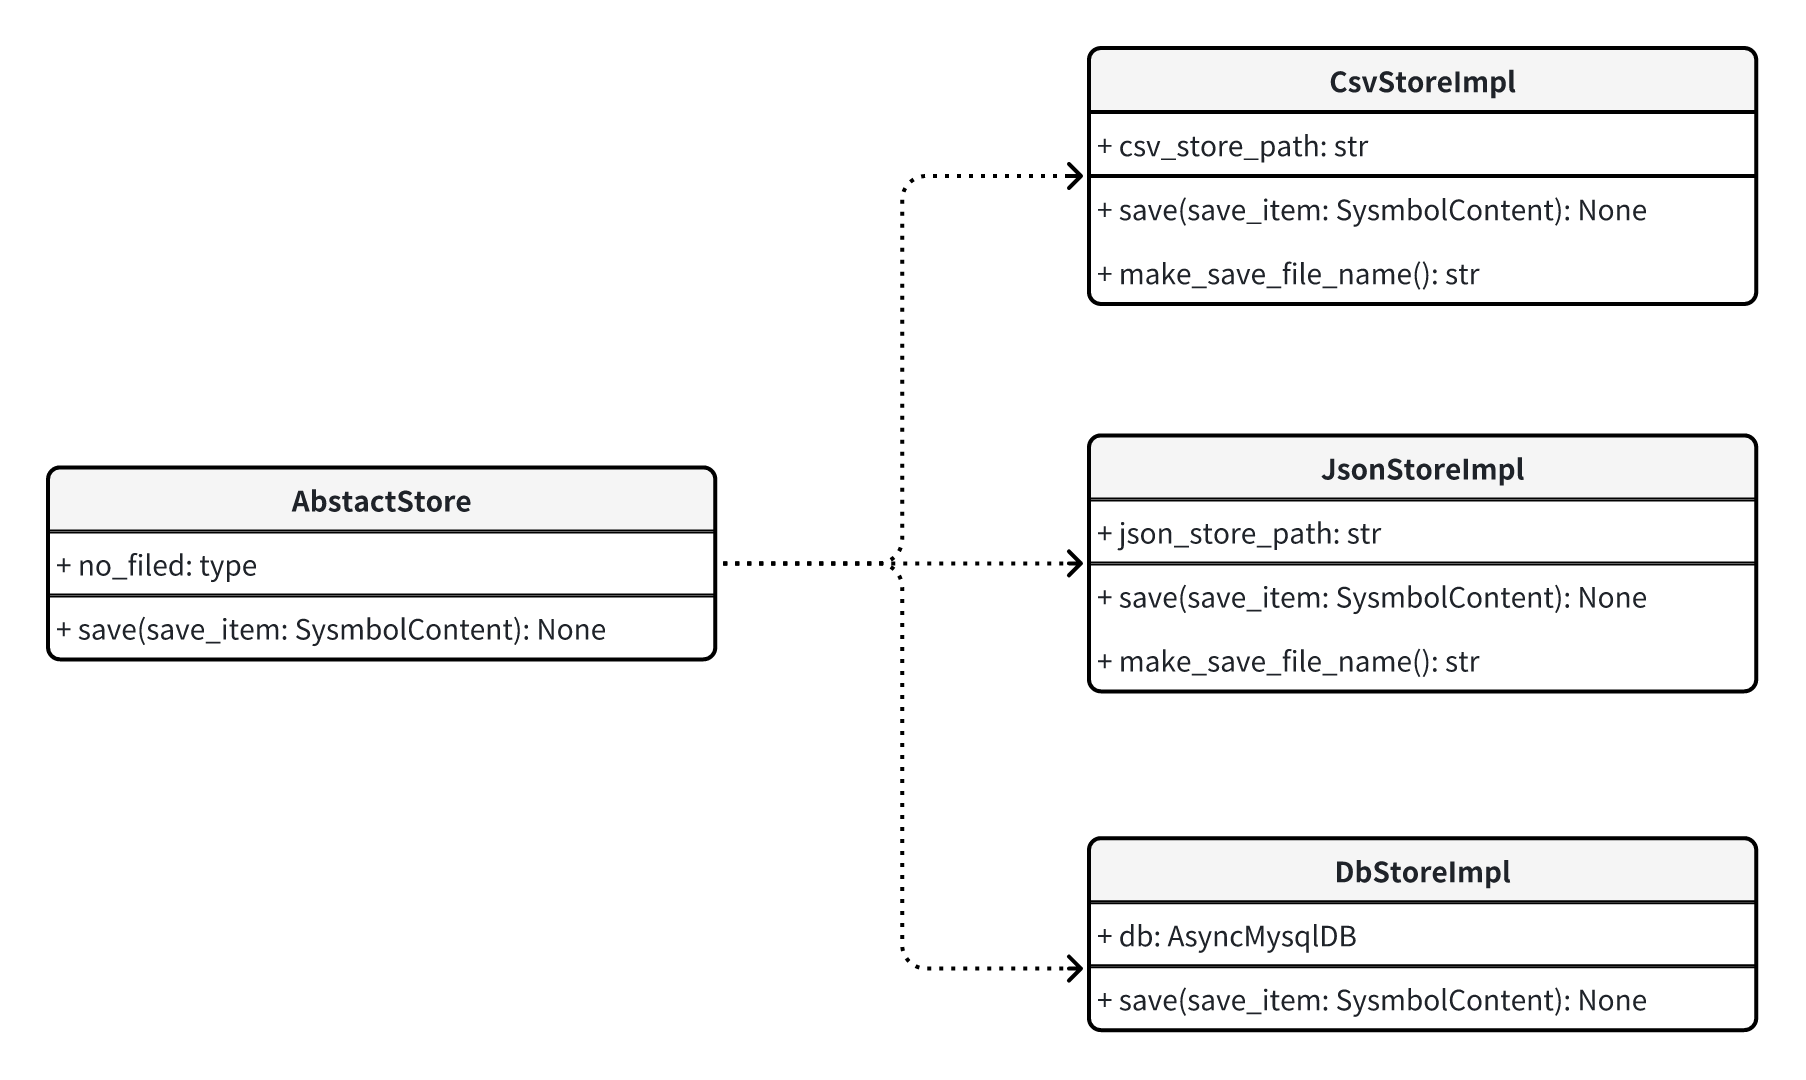 AbstactStore
+ no_filed: type
+ save(save_item: SysmbolContent): None
CsvStoreImpl
+ csv_store_path: str
+ save(save_item: SysmbolContent): None
+ make_save_file_name(): str
JsonStoreImpl
+ json_store_path: str
+ save(save_item: SysmbolContent): None
+ make_save_file_name(): str
DbStoreImpl
+ db: AsyncMysqlDB
+ save(save_item: SysmbolContent): None